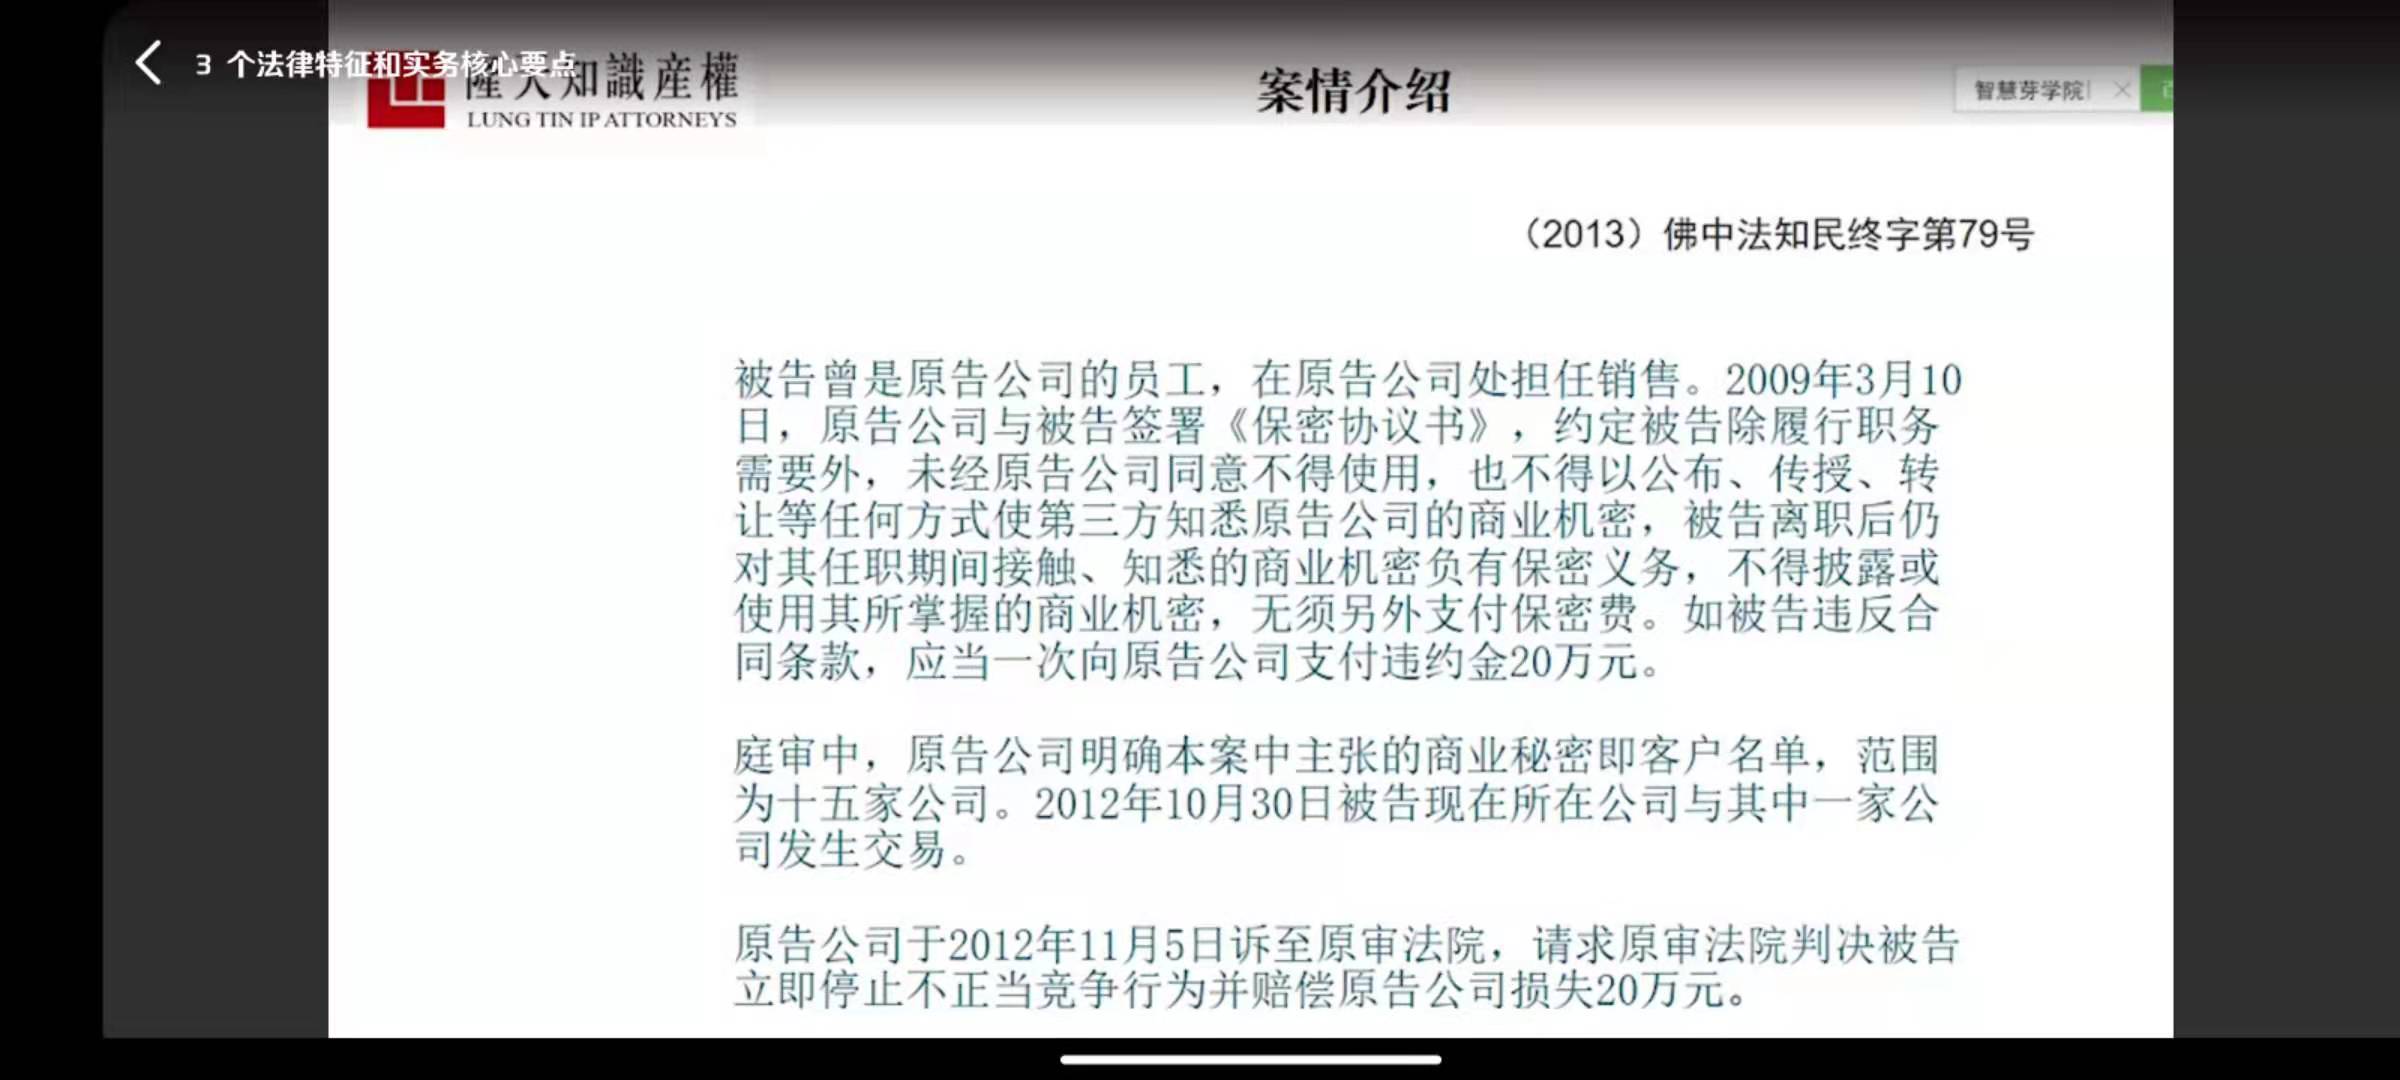 3 个法律特征和实务核心要点
隆天知識産權
LUNG TIN IP ATTORNEYS
案情介绍
智慧芽学院
（2013）佛中法知民终字第79号
被告曾是原告公司的员工，在原告公司处担任销售。2009年3月10
日，原告公司与被告签署《保密协议书》，约定被告除履行职务
需要外，未经原告公司同意不得使用，也不得以公布、传授、转
让等任何方式使第三方知悉原告公司的商业机密，被告离职后仍
对其任职期间接触、知悉的商业机密负有保密义务，不得披露或
使用其所掌握的商业机密，无须另外支付保密费。如被告违反合
同条款，应当一次向原告公司支付违约金20万元。
庭审中，原告公司明确本案中主张的商业秘密即客户名单，范围
为十五家公司。2012年10月30日被告现在所在公司与其中一家公
司发生交易。
原告公司于2012年11月5日诉至原审法院，请求原审法院判决被告
立即停止不正当竞争行为并赔偿原告公司损失20万元。